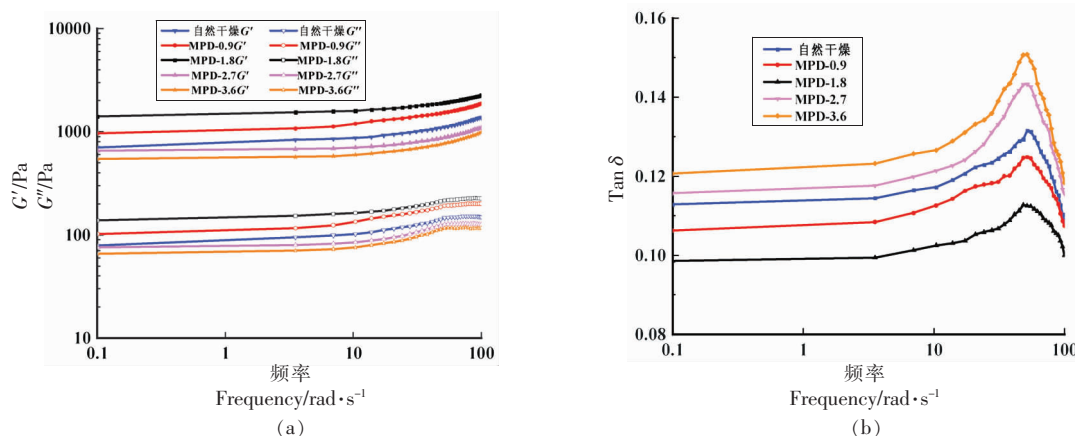 10000
1000
100
10
G′/Pa
G″/Pa
自然干燥G′ 自然干燥G″
MPD-0.9G′ MPD-0.9G″
MPD-1.8G′ MPD-1.8G″
MPD-2.7G′ MPD-2.7G″
MPD-3.6G′ MPD-3.6G″
0.1 1 10 100
频率
Frequency/rad·s⁻¹
(a)
0.16
0.14
0.12
0.10
0.08
Tan δ
自然干燥
MPD-0.9
MPD-1.8
MPD-2.7
MPD-3.6
0.1 1 10 100
频率
Frequency/rad·s⁻¹
(b)